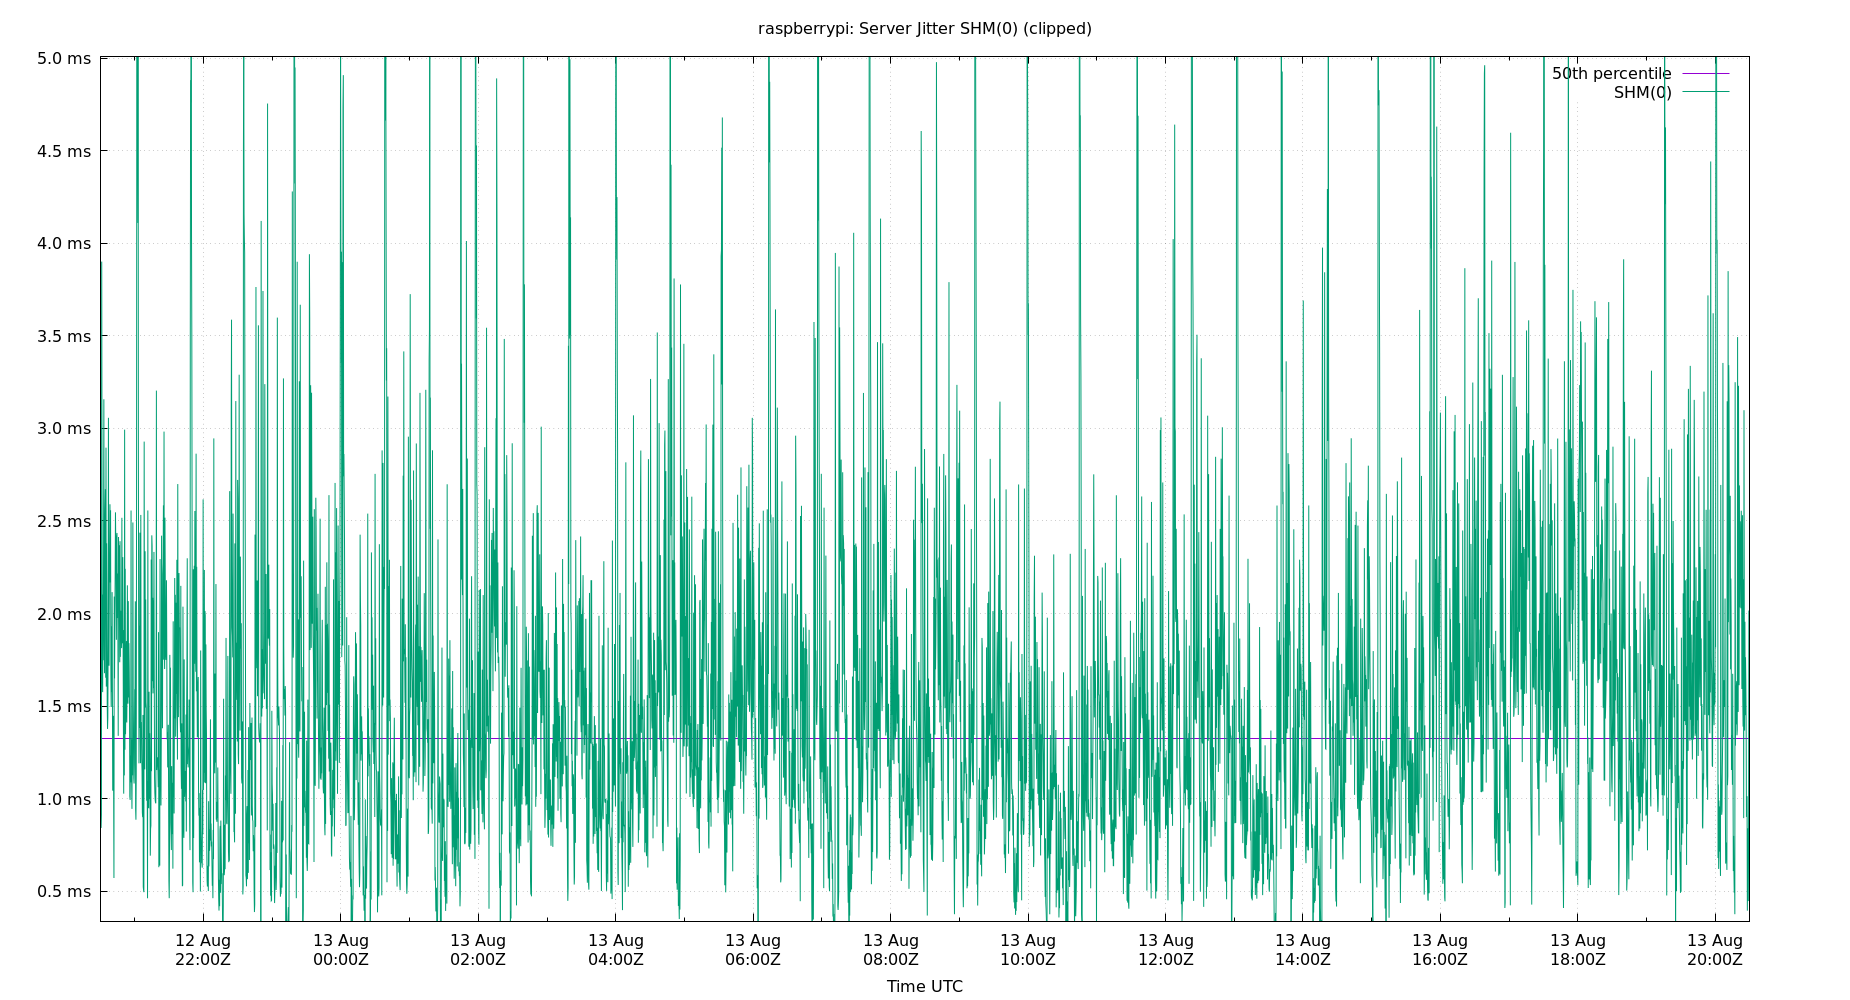 raspberrypi: Server Jitter SHM(0) (clipped)
5.0 ms
4.5 ms
4.0 ms
3.5 ms
3.0 ms
2.5 ms
2.0 ms
1.5 ms
1.0 ms
0.5 ms
50th percentile
SHM(0)
12 Aug 13 Aug 13 Aug 13 Aug 13 Aug 13 Aug 13 Aug 13 Aug 13 Aug 13 Aug 13 Aug 13 Aug
22:00Z 00:00Z 02:00Z 04:00Z 06:00Z 08:00Z 10:00Z 12:00Z 14:00Z 16:00Z 18:00Z 20:00Z
Time UTC